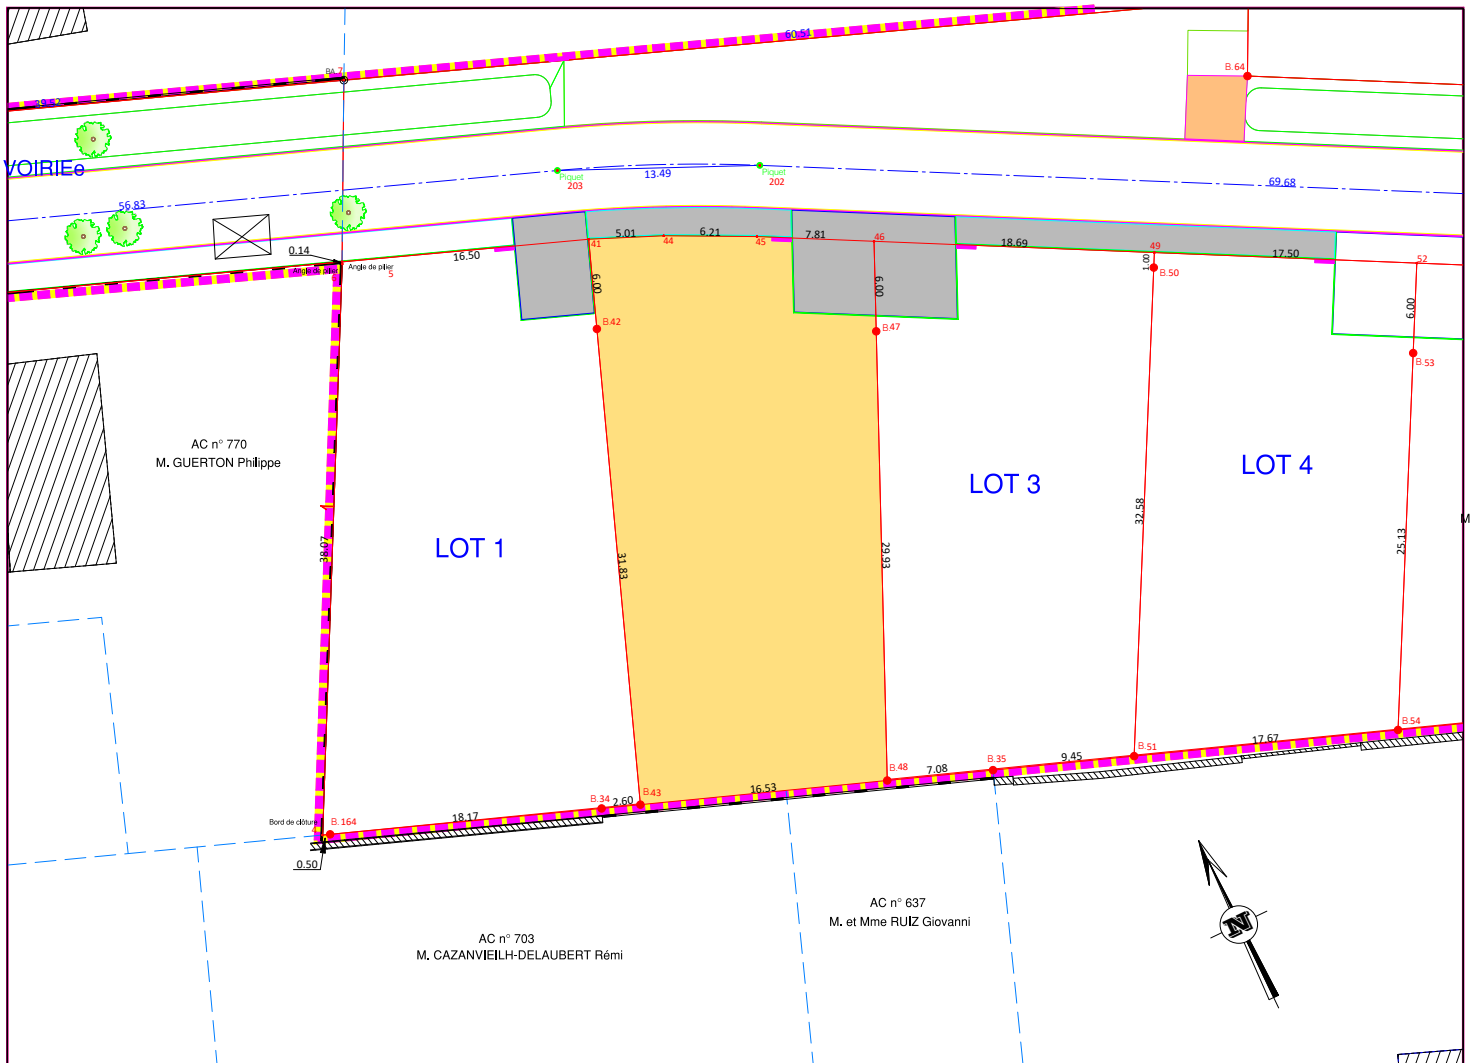 60.51
BA.7
39.52
B.64
VOIRIEe
Piquet
203
13.49
Piquet
202
69.68
56.83
0.14
Angle de pilier
Angle de pilier
5
16.50
41
5.01
44
6.21
45
7.81
46
18.69
49
17.50
52
1.00
B.50
6.00
6.00
6.00
B.42
B.47
B.53
AC n° 770
M. GUERTON Philippe
LOT 1
LOT 3
LOT 4
M
38.07
31.83
29.93
32.58
25.13
B.54
17.67
B.51
9.45
B.35
7.08
B.48
16.53
B.43
2.60
B.34
18.17
B.164
Bord de clôture
4
0.50
AC n° 637
M. et Mme RUIZ Giovanni
AC n° 703
M. CAZANVIEILH-DELAUBERT Rémi
N